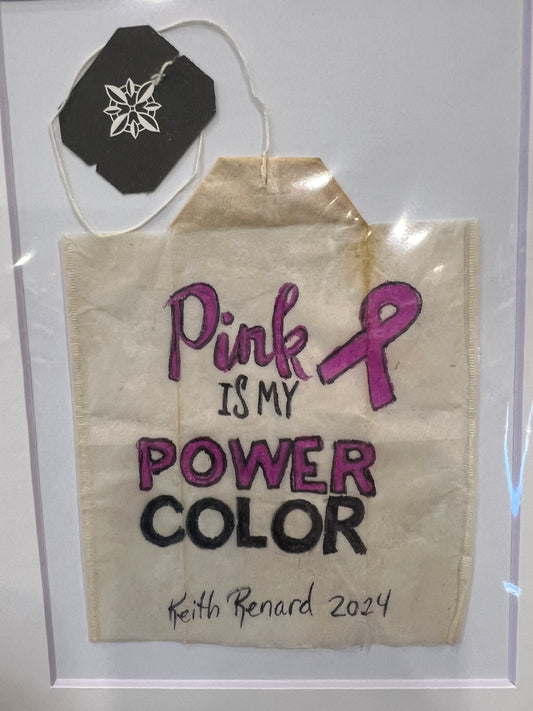 Pink
IS MY
POWER
COLOR
Keith Renard 2024